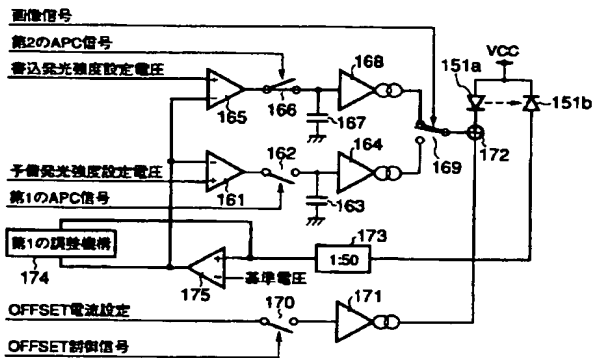 画像信号
第2のAPC信号
書込発光強度設定電圧
165
166
167
168
151a
VCC
151b
169
172
予備発光強度設定電圧
第1のAPC信号
161
162
163
164
第1の調整機構
174
175
基準電圧
173
1:50
OFFSET電流設定
170
171
OFFSET制御信号